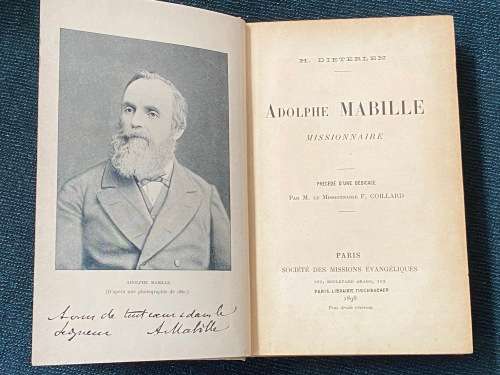 ADOLPHE MABILLE
(D'après une photographie de 1880.)
A vous de tout cœur dans le
Seigneur A. Mabille
H. DIETERLEN
ADOLPHE MABILLE
MISSIONNAIRE
PRÉCÉDÉ D'UNE DÉDICACE
PAR M. LE MISSIONNAIRE F. COILLARD
PARIS
SOCIÉTÉ DES MISSIONS ÉVANGÉLIQUES
102, BOULEVARD ARAGO, 102
PARIS, LIBRAIRIE FISCHBACHER
1898
Tous droits réservés.